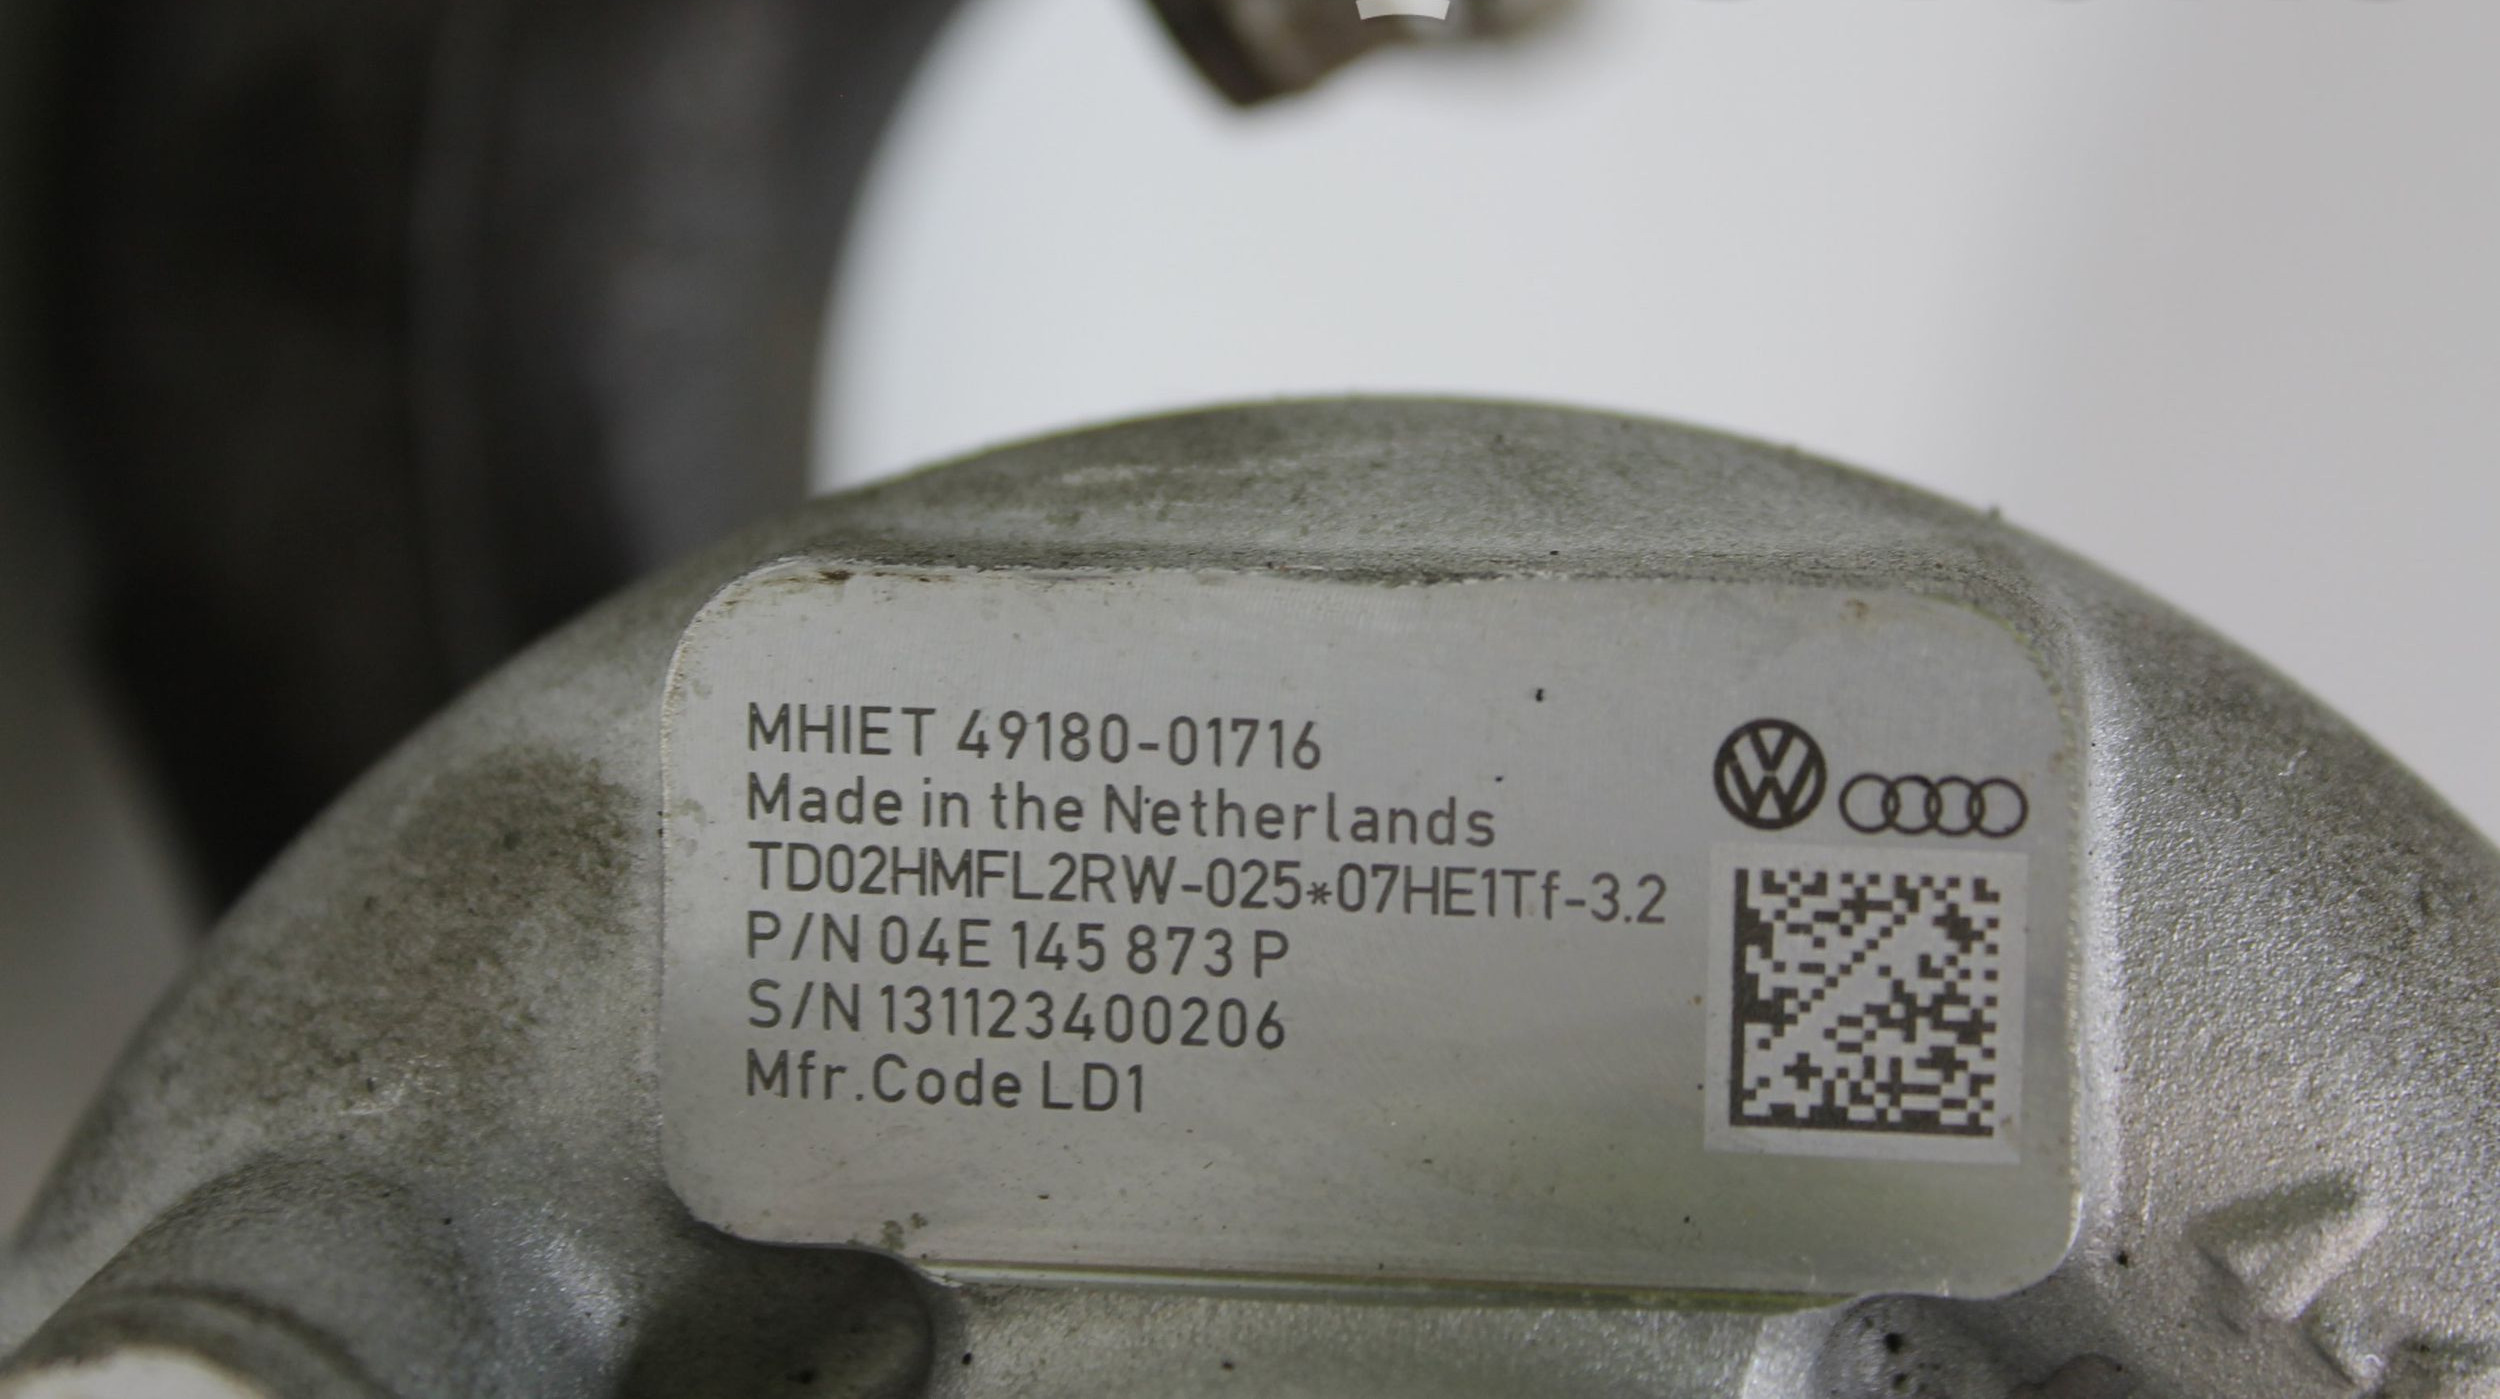 MHIET 49180-01716
Made in the Netherlands
TD02HMFL2RW-025*07HE1Tf-3.2
P/N 04E 145 873 P
S/N 131123400206
Mfr.Code LD1
VW